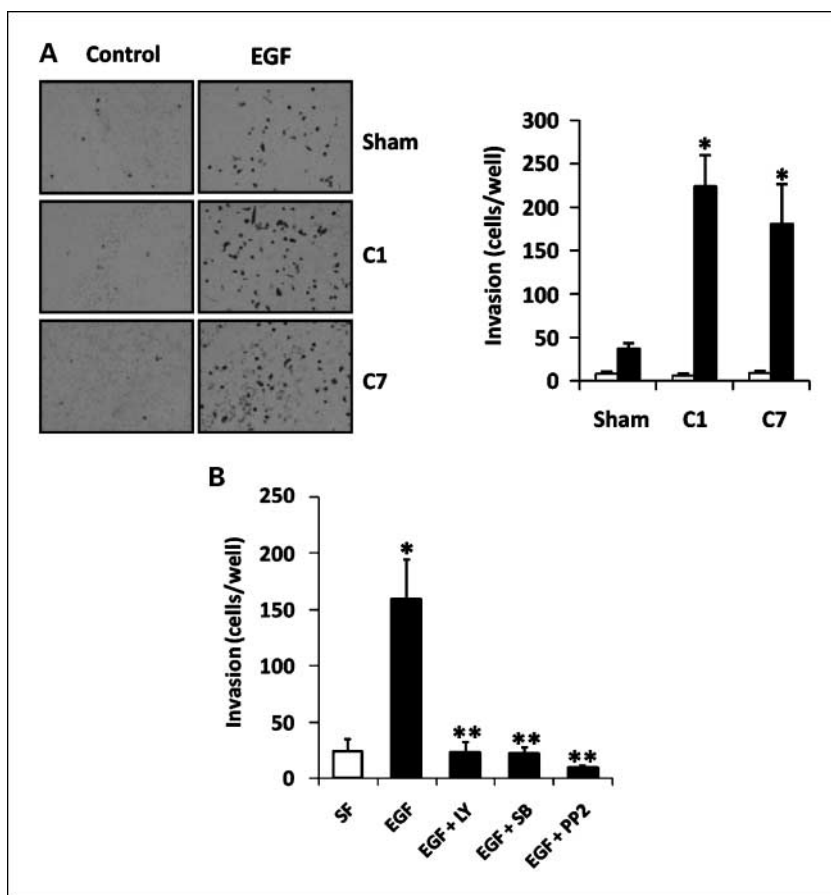 A
Control EGF
Sham
C1
C7
Invasion (cells/well)
300
250
200
150
100
50
0
* *
Sham C1 C7
B
Invasion (cells/well)
250
200
150
100
50
0
*
** ** **
SF EGF EGF + LY EGF + SB EGF + PP2